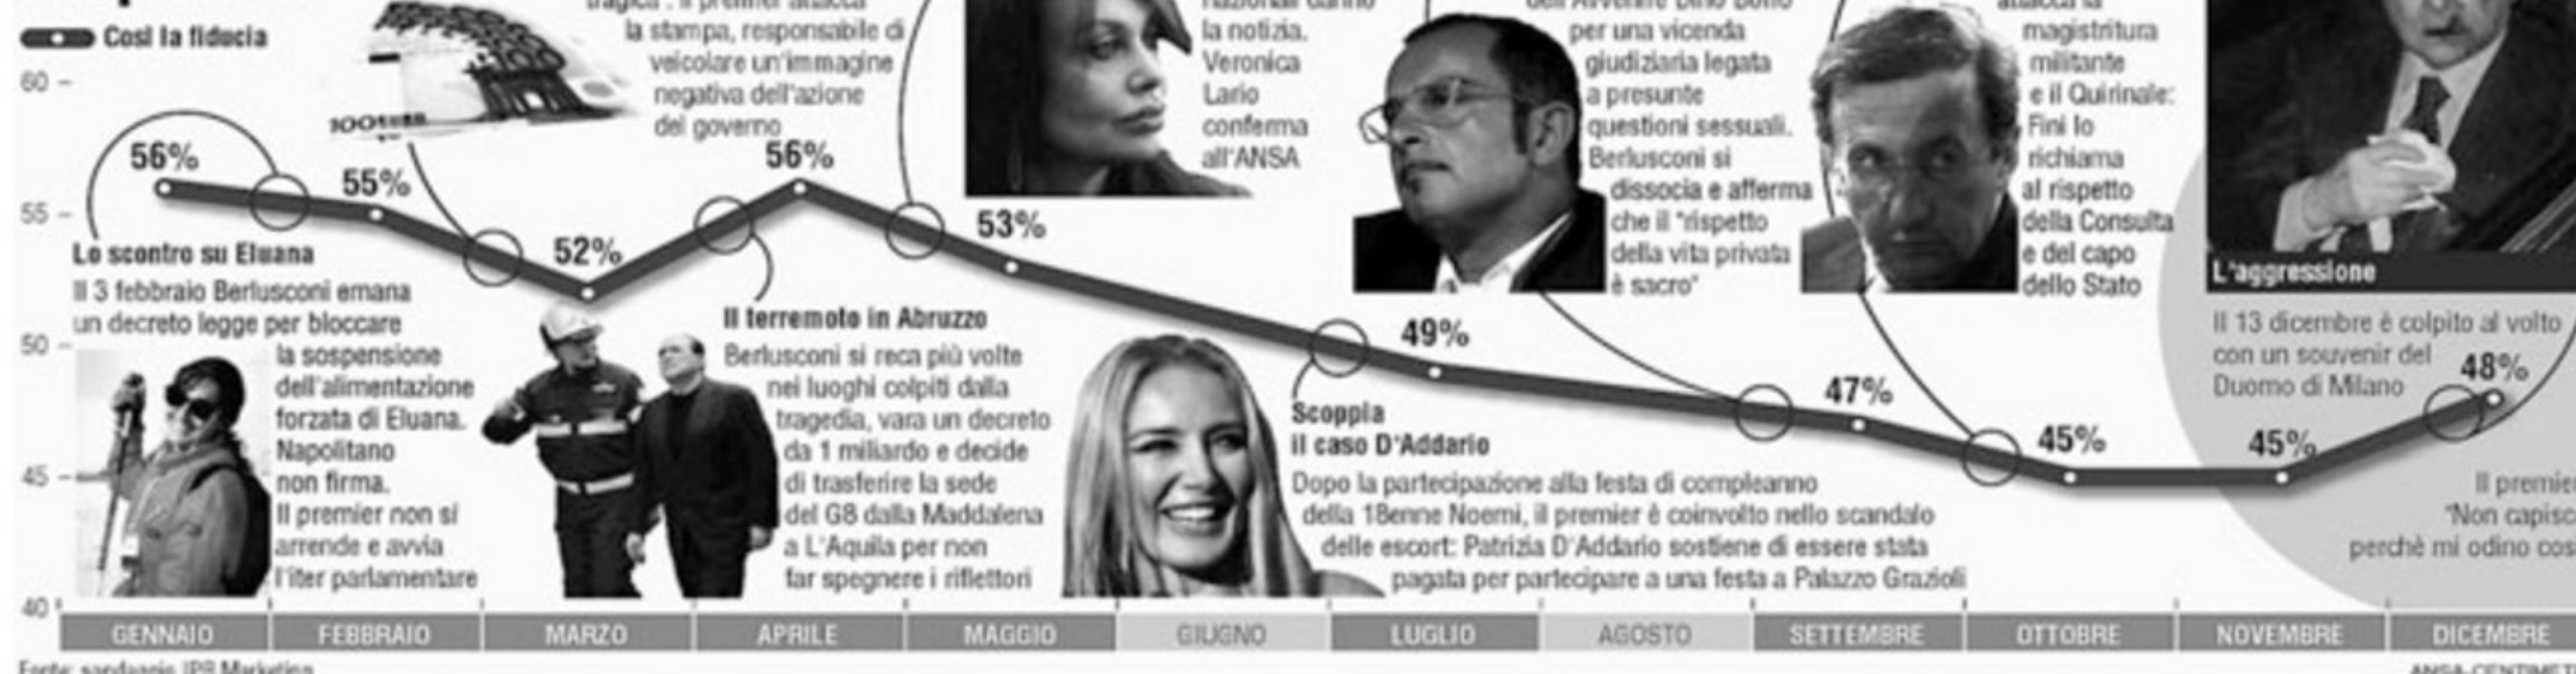 Così la fiducia
60
55
50
45
40
56%
55%
52%
56%
53%
49%
47%
45%
45%
48%
Lo scontro su Eluana
Il 3 febbraio Berlusconi emana
un decreto legge per bloccare
la sospensione
dell'alimentazione
forzata di Eluana.
Napolitano
non firma.
Il premier non si
arrende e avvia
l'iter parlamentare
la stampa, responsabile di
veicolare un'immagine
negativa dell'azione
del governo
Il terremoto in Abruzzo
Berlusconi si reca più volte
nei luoghi colpiti dalla
tragedia, vara un decreto
da 1 miliardo e decide
di trasferire la sede
del G8 dalla Maddalena
a L'Aquila per non
far spegnere i riflettori
la notizia.
Veronica
Lario
conferma
all'ANSA
Scoppia
il caso D'Addario
Dopo la partecipazione alla festa di compleanno
della 18enne Noemi, il premier è coinvolto nello scandalo
delle escort: Patrizia D'Addario sostiene di essere stata
pagata per partecipare a una festa a Palazzo Grazioli
per una vicenda
giudiziaria legata
a presunte
questioni sessuali.
Berlusconi si
dissocia e afferma
che il "rispetto
della vita privata
è sacro"
magistritura
militante
e il Quirinale:
Fini lo
richiama
al rispetto
della Consulta
e del capo
dello Stato
L'aggressione
Il 13 dicembre è colpito al volto
con un souvenir del
Duomo di Milano
Il premier
"Non capisc
perchè mi odino cos
GENNAIO
FEBBRAIO
MARZO
APRILE
MAGGIO
GIUGNO
LUGLIO
AGOSTO
SETTEMBRE
OTTOBRE
NOVEMBRE
DICEMBRE